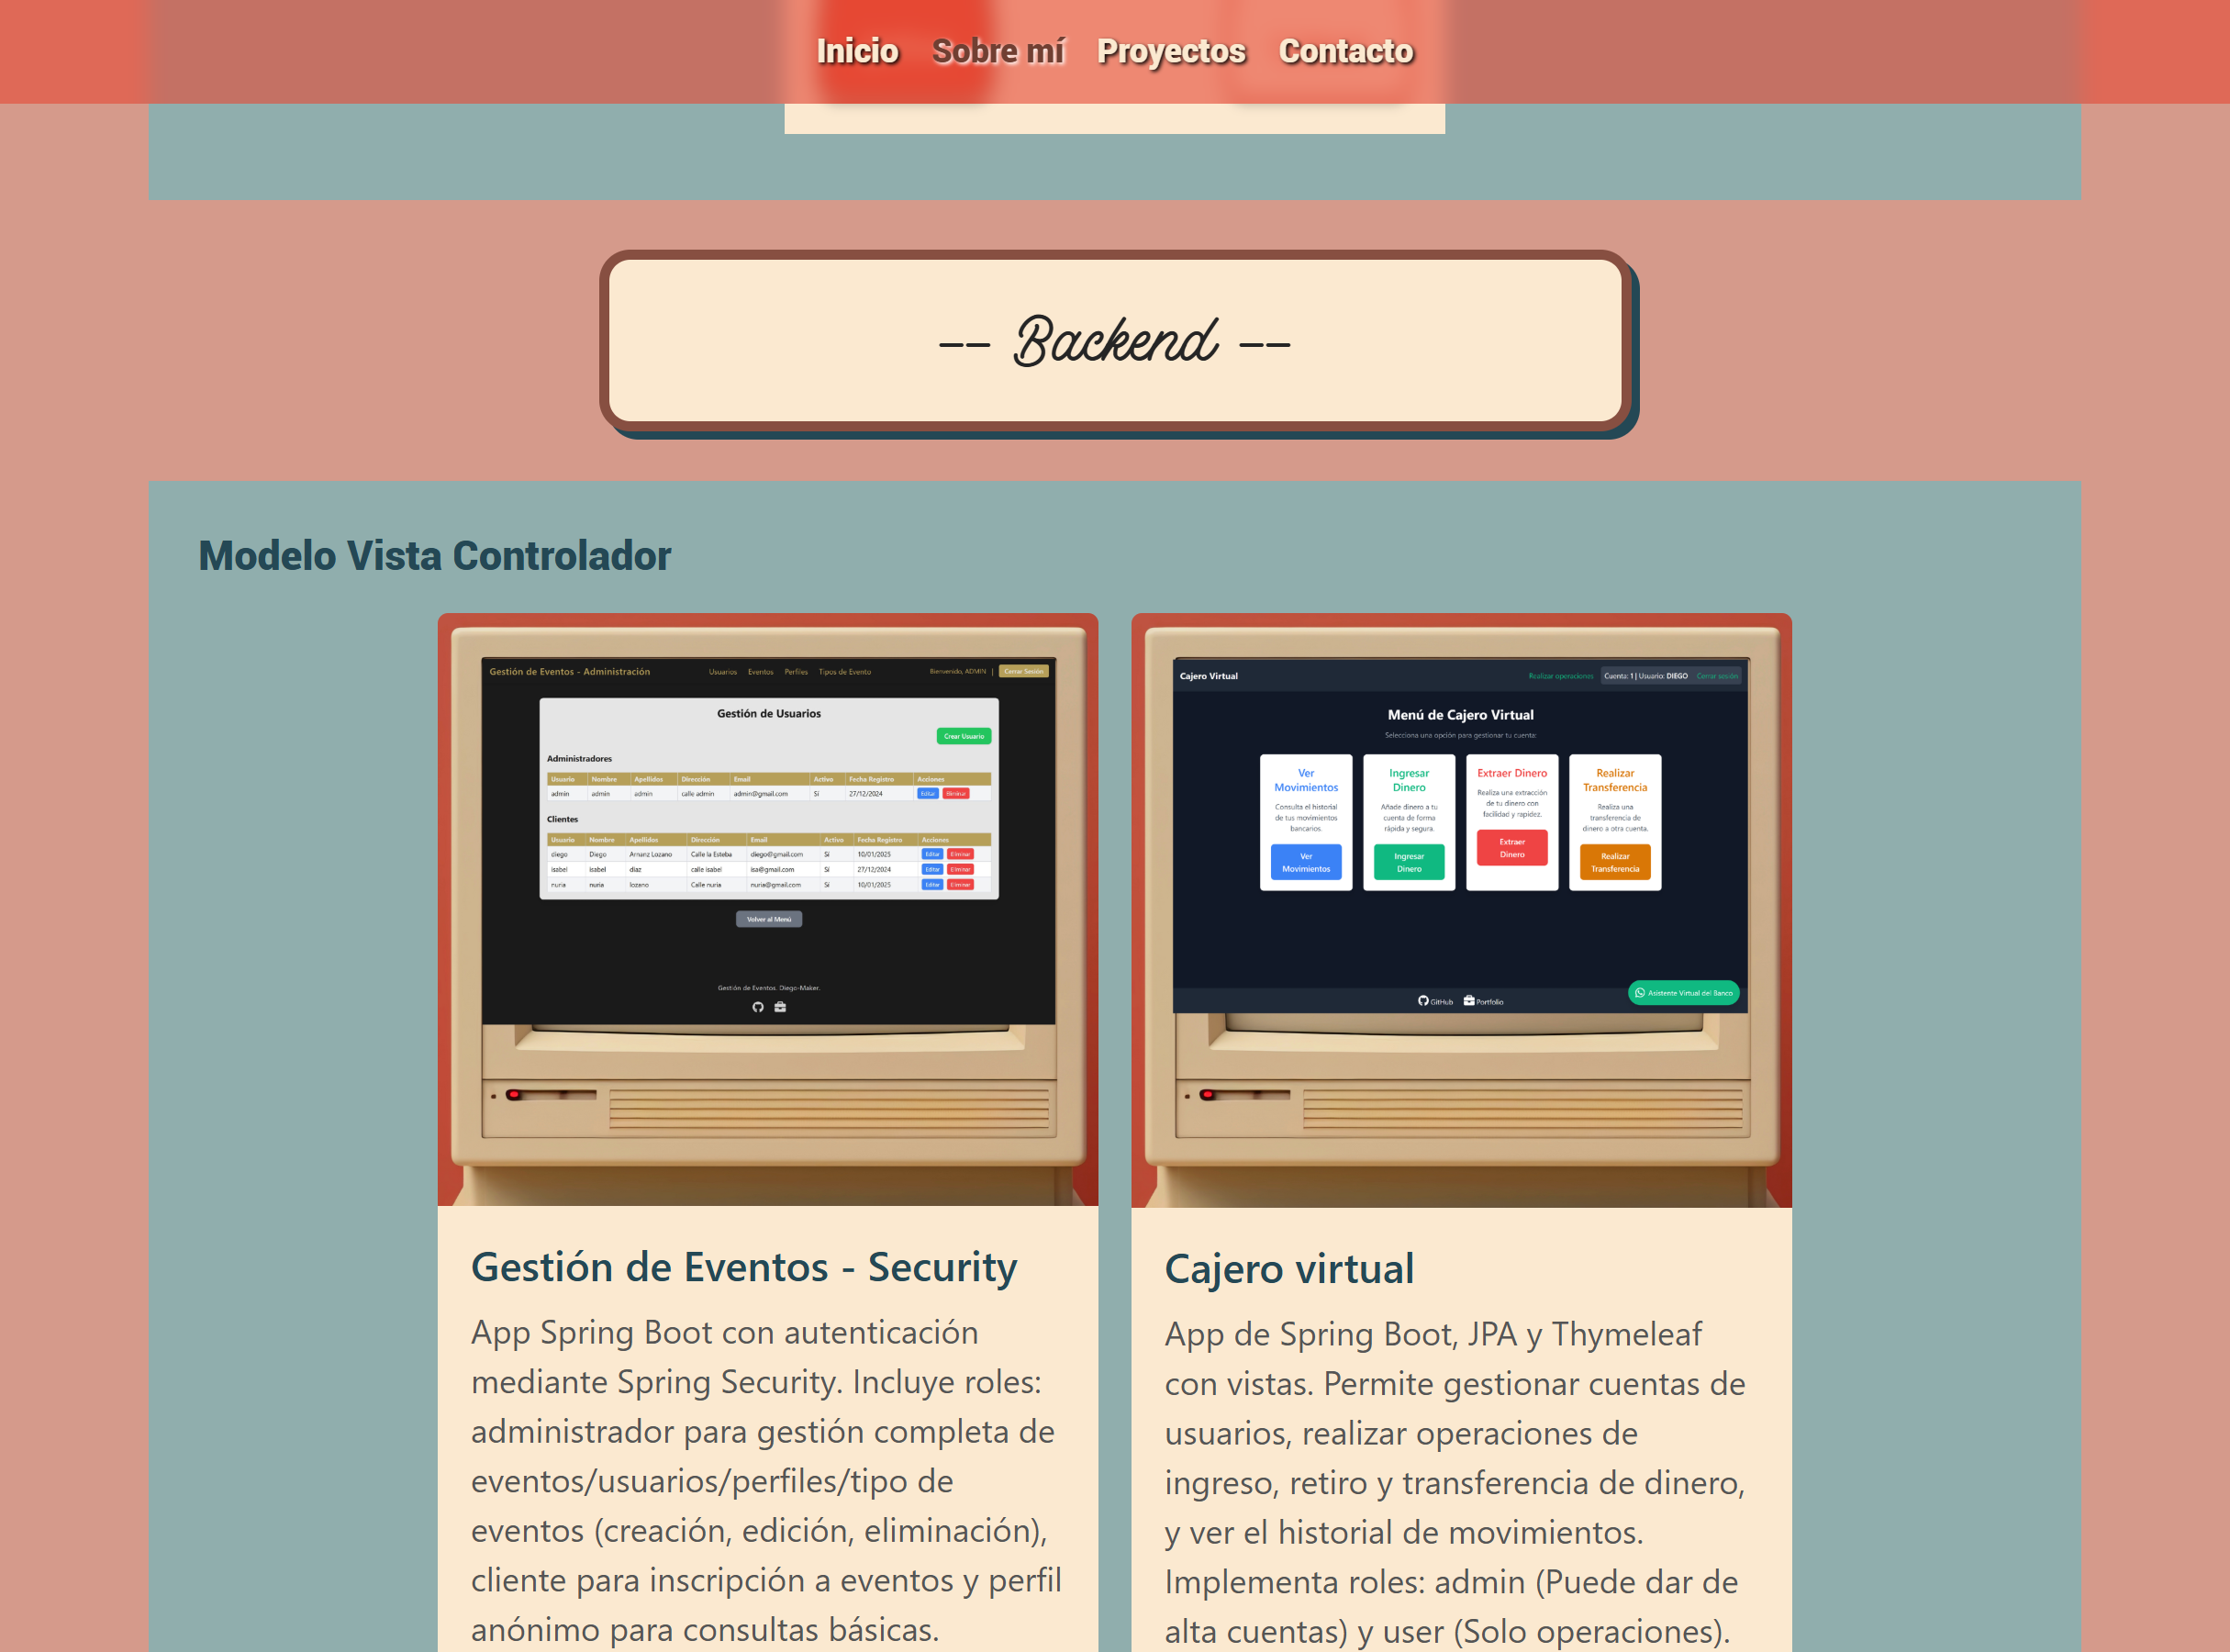 Inicio Sobre mí Proyectos Contacto
-- Backend --
Modelo Vista Controlador
Gestión de Eventos - Administración Usuarios Eventos Perfiles Tipos de Evento Bienvenido, ADMIN | Cerrar Sesión
Gestión de Usuarios
Crear Usuario
Administradores
Usuario Nombre Apellidos Dirección Email Activo Fecha Registro Acciones
admin admin admin calle admin admin@gmail.com Sí 27/12/2024 Editar Eliminar
Clientes
Usuario Nombre Apellidos Dirección Email Activo Fecha Registro Acciones
diego Diego Arnanz Lozano Calle la Esteba diego@gmail.com Sí 10/01/2025 Editar Eliminar
isabel Isabel diaz calle isabel isa@gmail.com Sí 27/12/2024 Editar Eliminar
nuria nuria lozano Calle nuria nuria@gmail.com Sí 10/01/2025 Editar Eliminar
Volver al Menú
Gestión de Eventos. Diego-Maker.
Cajero Virtual Realizar operaciones Cuenta: 1 | Usuario: DIEGO Cerrar sesión
Menú de Cajero Virtual
Selecciona una opción para gestionar tu cuenta:
Ver
Movimientos
Consulta el historial
de tus movimientos
bancarios.
Ver
Movimientos
Ingresar
Dinero
Añade dinero a tu
cuenta de forma
rápida y segura.
Ingresar
Dinero
Extraer Dinero
Realiza una extracción
de tu dinero con
facilidad y rapidez.
Extraer
Dinero
Realizar
Transferencia
Realiza una
transferencia de
dinero a otra cuenta.
Realizar
Transferencia
GitHub Portfolio
Asistente Virtual del Banco
Gestión de Eventos - Security
App Spring Boot con autenticación
mediante Spring Security. Incluye roles:
administrador para gestión completa de
eventos/usuarios/perfiles/tipo de
eventos (creación, edición, eliminación),
cliente para inscripción a eventos y perfil
anónimo para consultas básicas.
Cajero virtual
App de Spring Boot, JPA y Thymeleaf
con vistas. Permite gestionar cuentas de
usuarios, realizar operaciones de
ingreso, retiro y transferencia de dinero,
y ver el historial de movimientos.
Implementa roles: admin (Puede dar de
alta cuentas) y user (Solo operaciones).